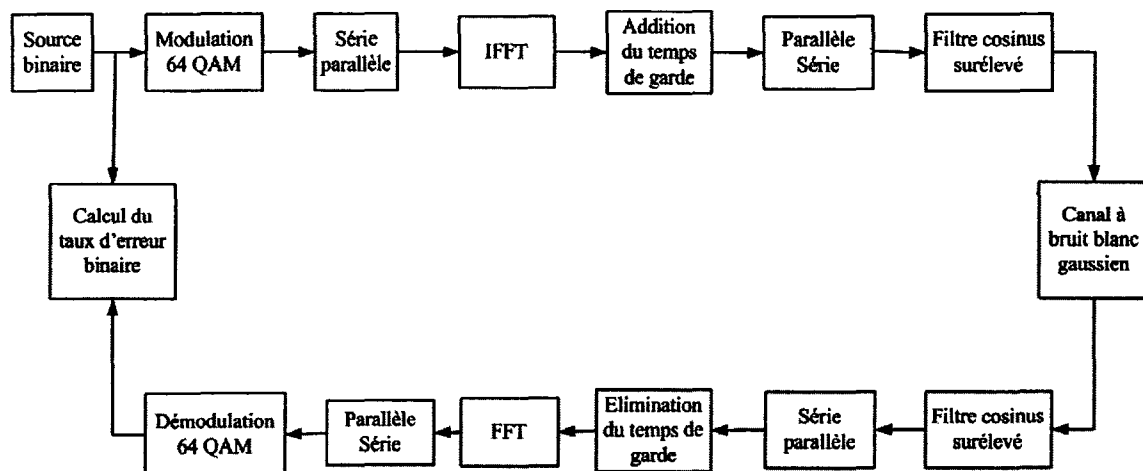 Source
binaire
Modulation
64 QAM
Série
parallèle
IFFT
Addition
du temps
de garde
Parallèle
Série
Filtre cosinus
surélevé
Calcul du
taux d'erreur
binaire
Canal à
bruit blanc
gaussien
Démodulation
64 QAM
Parallèle
Série
FFT
Elimination
du temps de
garde
Série
parallèle
Filtre cosinus
surélevé